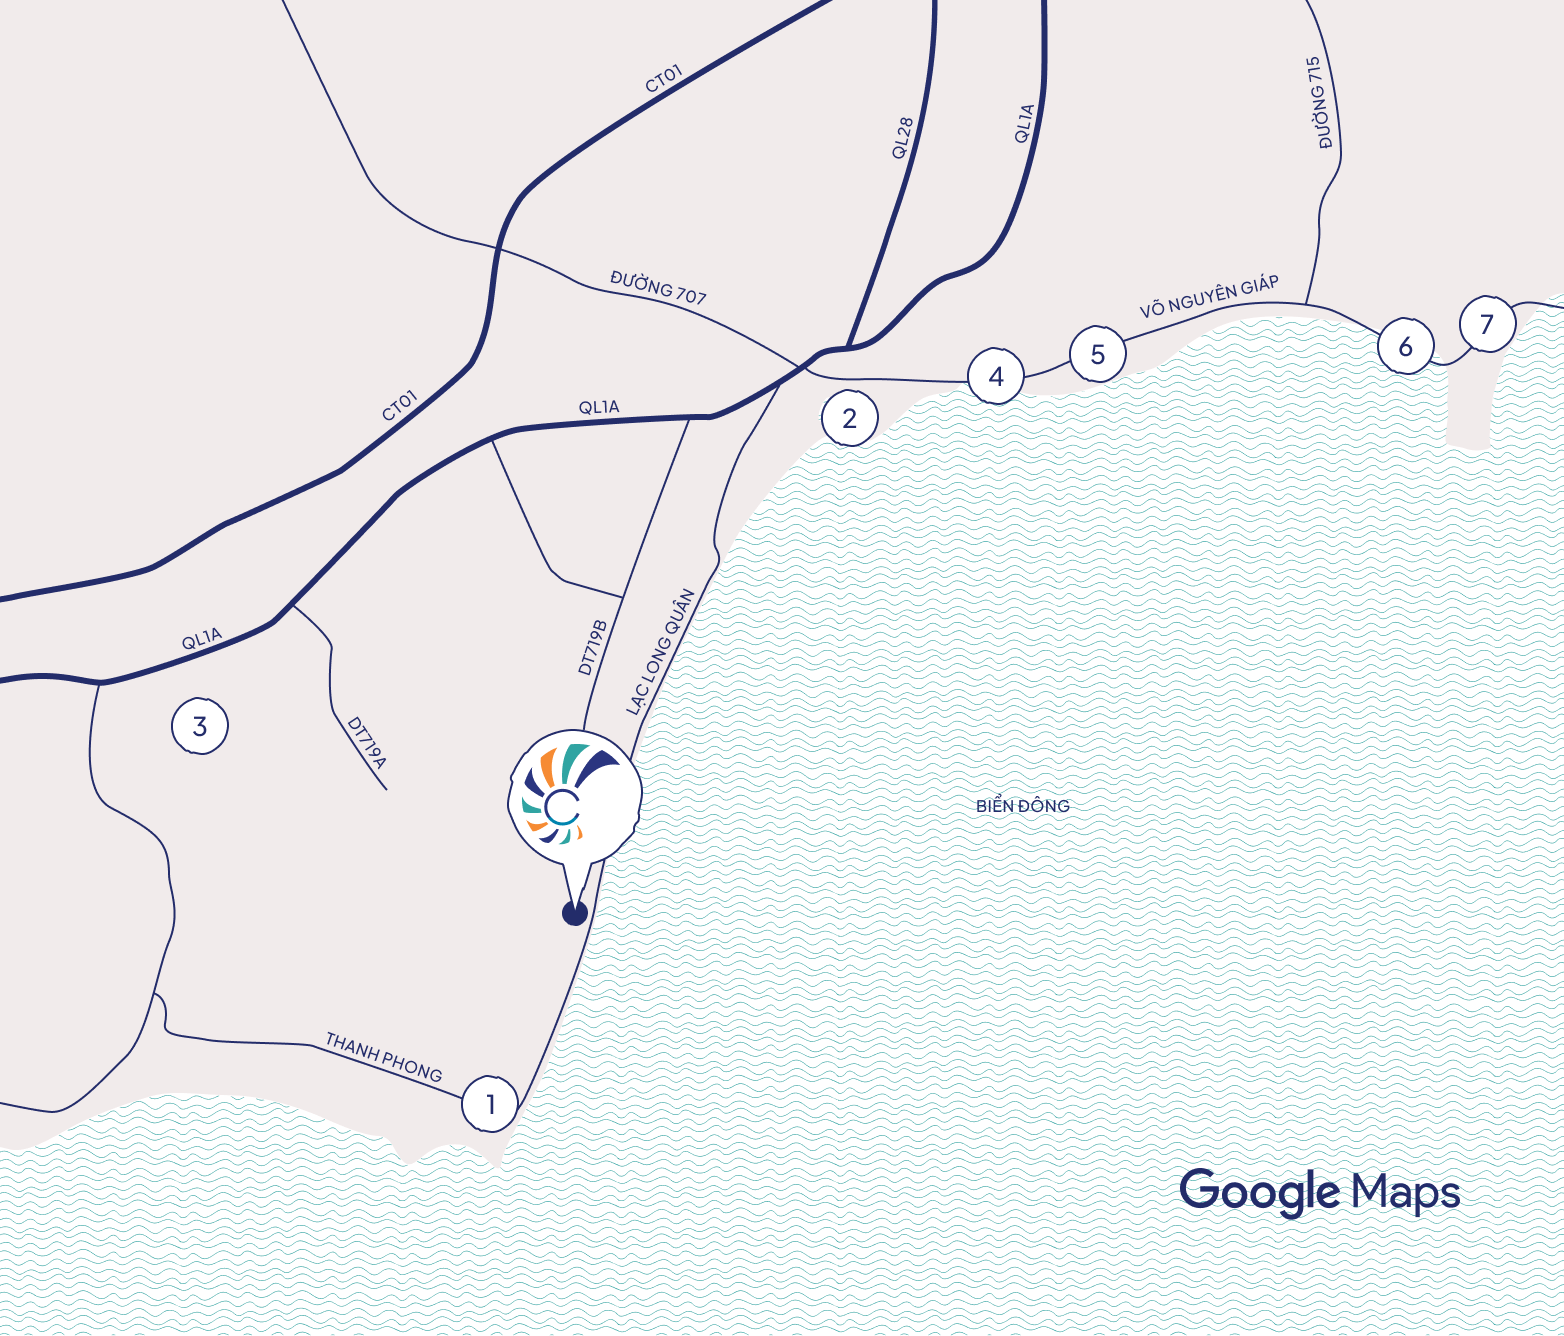 CT01
QL28
QL1A
ĐƯỜNG 715
ĐƯỜNG 707
VÕ NGUYÊN GIÁP
7
6
5
4
CT01
QL1A
2
DT719B
LẠC LONG QUÂN
QL1A
3
DT719A
BIỂN ĐÔNG
THANH PHONG
1
Google Maps